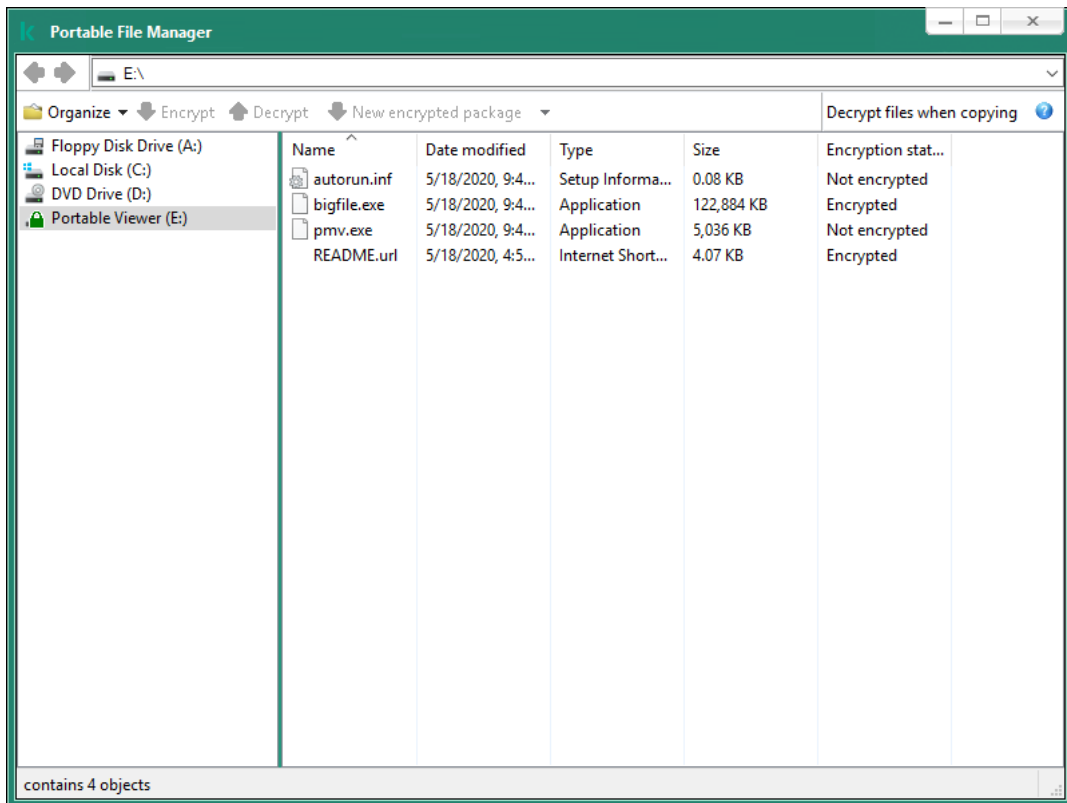 Portable File Manager
E:\
Organize Encrypt Decrypt New encrypted package Decrypt files when copying
Floppy Disk Drive (A:)
Local Disk (C:)
DVD Drive (D:)
Portable Viewer (E:)
Name Date modified Type Size Encryption stat...
autorun.inf 5/18/2020, 9:4... Setup Informa... 0.08 KB Not encrypted
bigfile.exe 5/18/2020, 9:4... Application 122,884 KB Encrypted
pmv.exe 5/18/2020, 9:4... Application 5,036 KB Not encrypted
README.url 5/18/2020, 4:5... Internet Short... 4.07 KB Encrypted
contains 4 objects